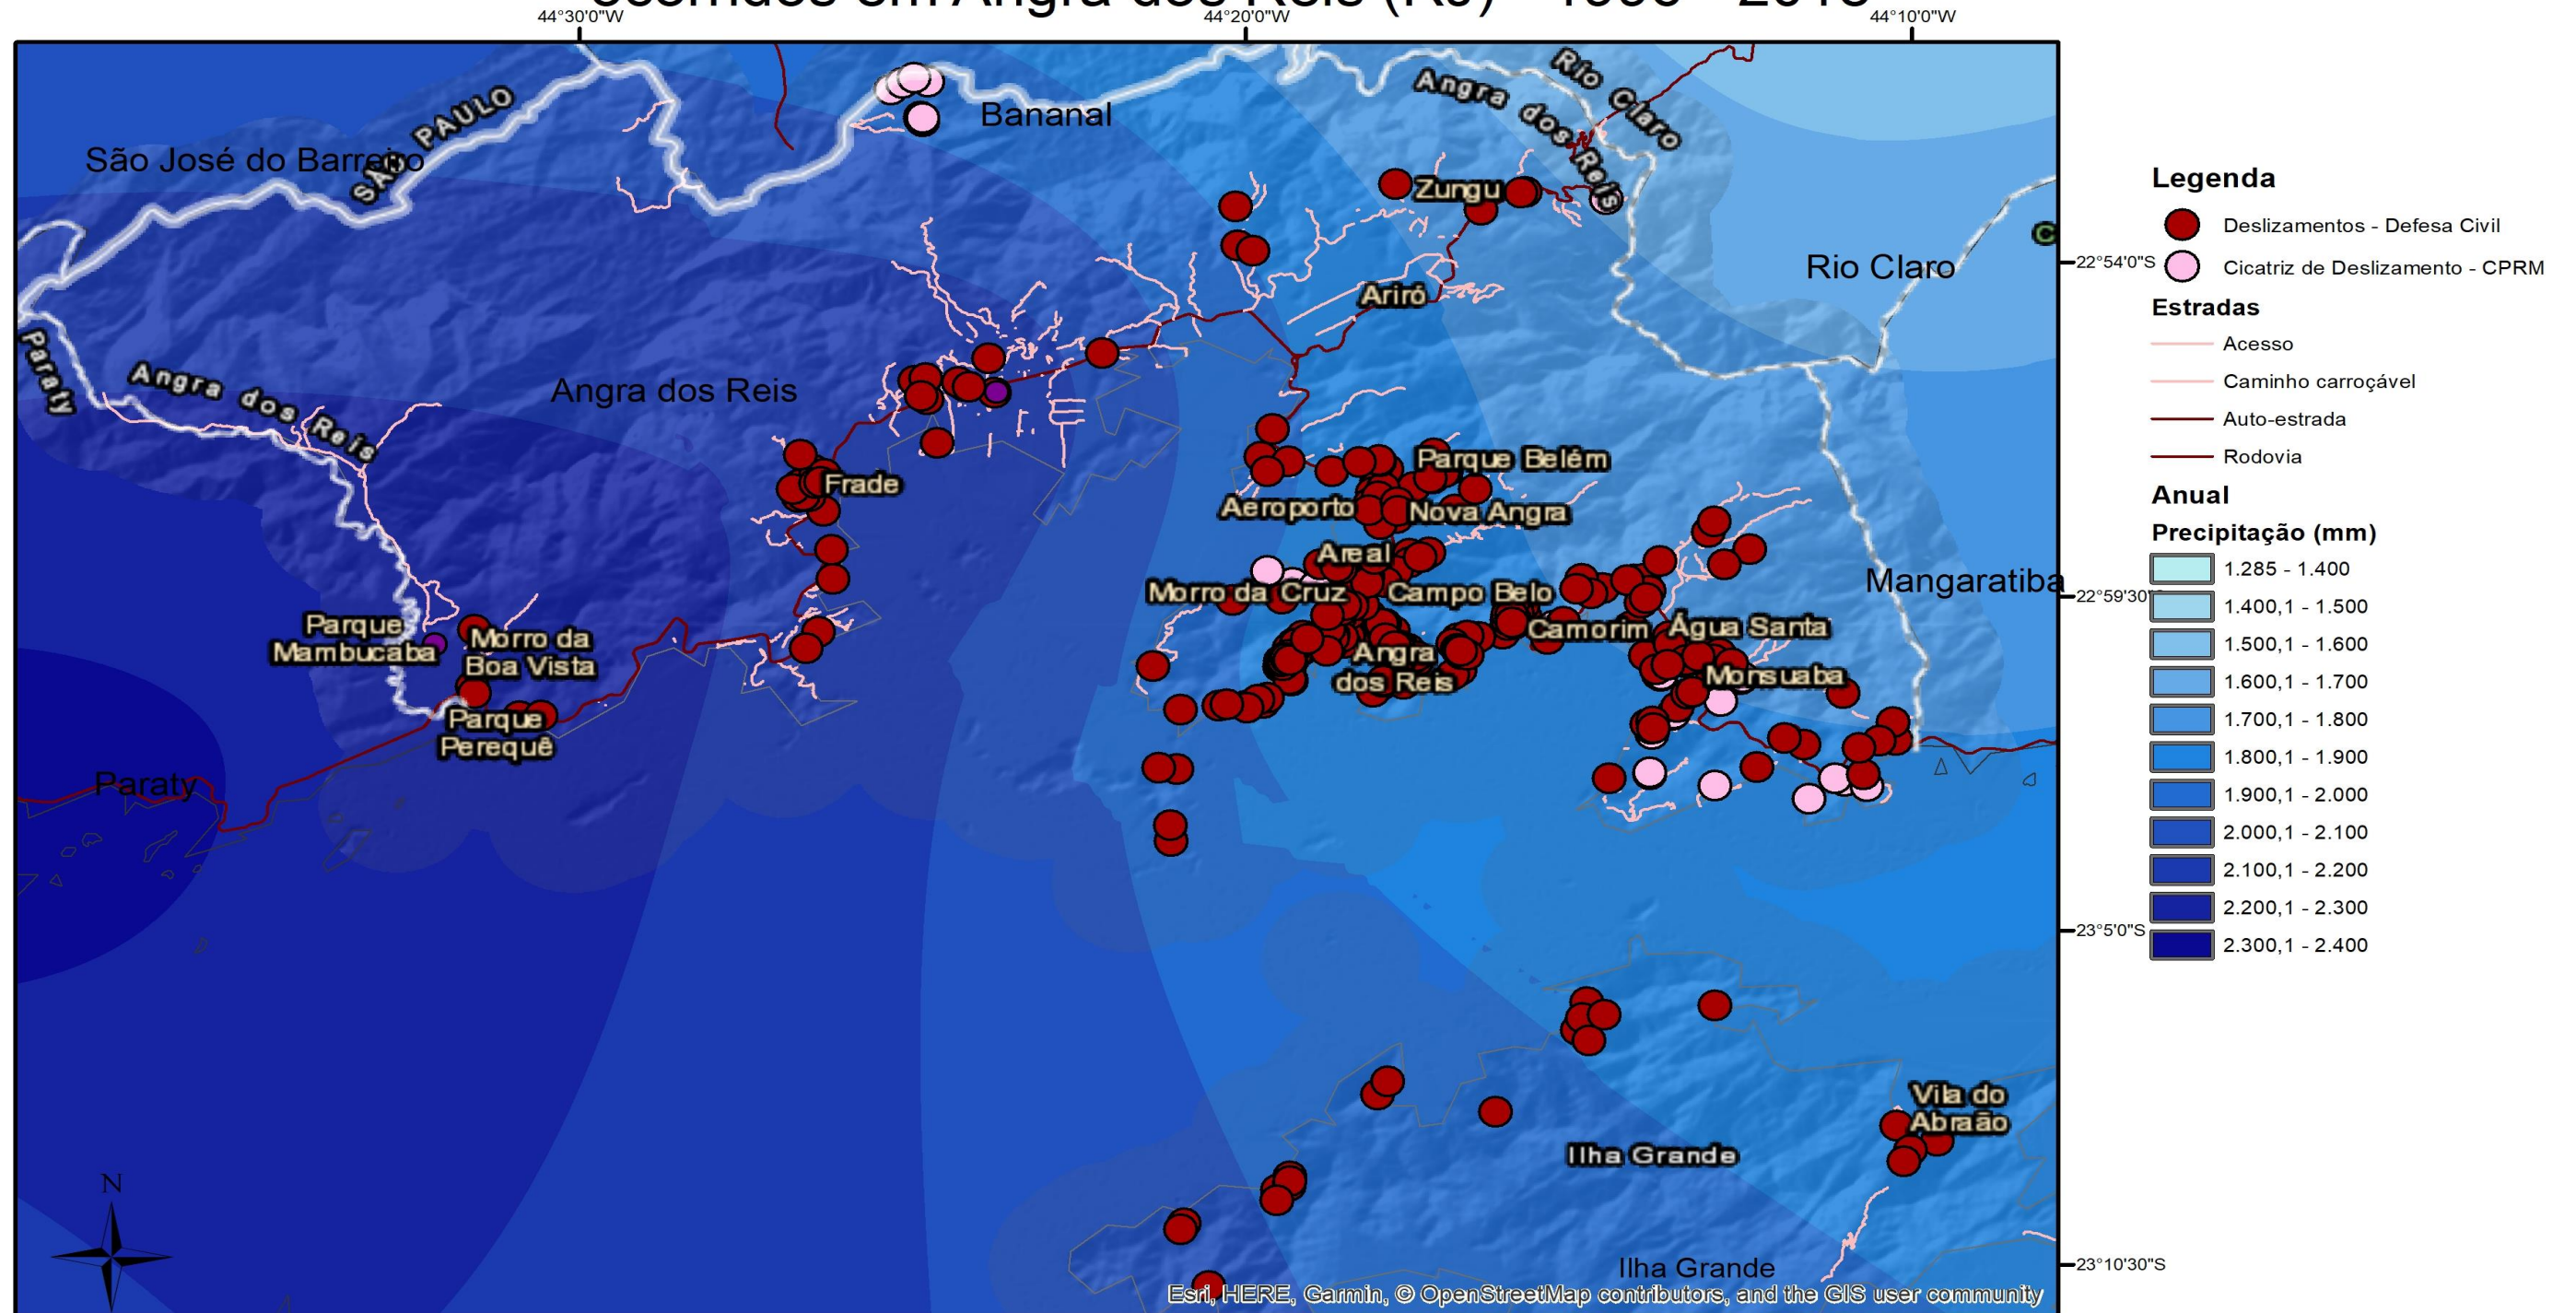 44°30'0"W
44°20'0"W
44°10'0"W
SÃO PAULO
São José do Barreiro
Bananal
Angra dos Reis
Rio Claro
Zungu
Rio Claro
Ariró
Paraty
Angra dos Reis
Angra dos Reis
Frade
Parque Belém
Aeroporto
Nova Angra
Areal
Morro da Cruz
Campo Belo
Mangaratiba
Camorim
Água Santa
Parque
Mambucaba
Morro da
Boa Vista
Angra
dos Reis
Monsuaba
Parque
Perequê
Paraty
Vila do
Abraão
Ilha Grande
Ilha Grande
N
Esri, HERE, Garmin, © OpenStreetMap contributors, and the GIS user community
22°54'0"S
22°59'30"S
23°5'0"S
23°10'30"S
Legenda
Deslizamentos - Defesa Civil
Cicatriz de Deslizamento - CPRM
Estradas
Acesso
Caminho carroçável
Auto-estrada
Rodovia
Anual
Precipitação (mm)
1.285 - 1.400
1.400,1 - 1.500
1.500,1 - 1.600
1.600,1 - 1.700
1.700,1 - 1.800
1.800,1 - 1.900
1.900,1 - 2.000
2.000,1 - 2.100
2.100,1 - 2.200
2.200,1 - 2.300
2.300,1 - 2.400